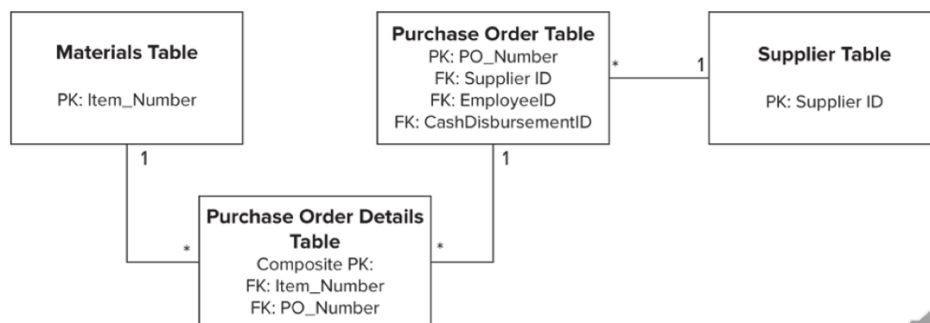 Materials Table
PK: Item_Number
1
Purchase Order Table
PK: PO_Number
FK: Supplier ID
FK: EmployeeID
FK: CashDisbursementID
* 1
1
Supplier Table
PK: Supplier ID
Purchase Order Details
Table
Composite PK:
FK: Item_Number
FK: PO_Number
* *